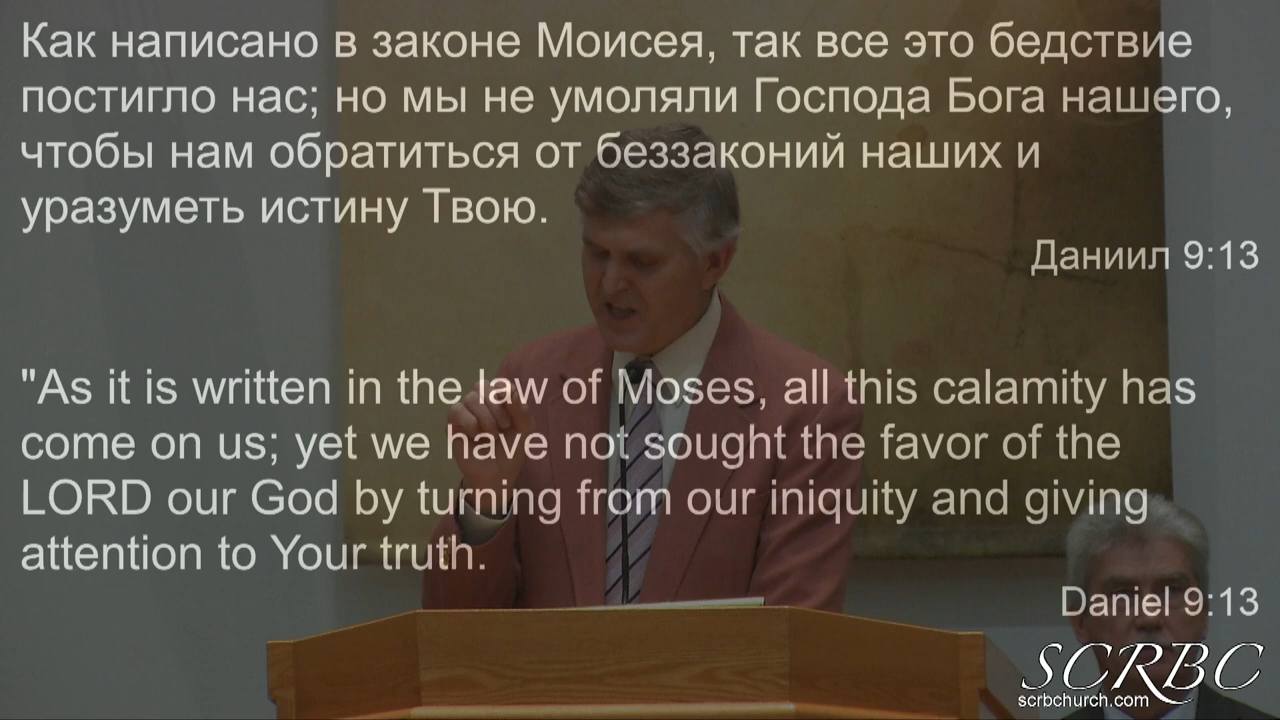 Как написано в законе Моисея, так все это бедствие
постигло нас; но мы не умоляли Господа Бога нашего,
чтобы нам обратиться от беззаконий наших и
уразуметь истину Твою.
Даниил 9:13
"As it is written in the law of Moses, all this calamity has
come on us; yet we have not sought the favor of the
LORD our God by turning from our iniquity and giving
attention to Your truth.
Daniel 9:13
SCRBC
scrbchurch.com